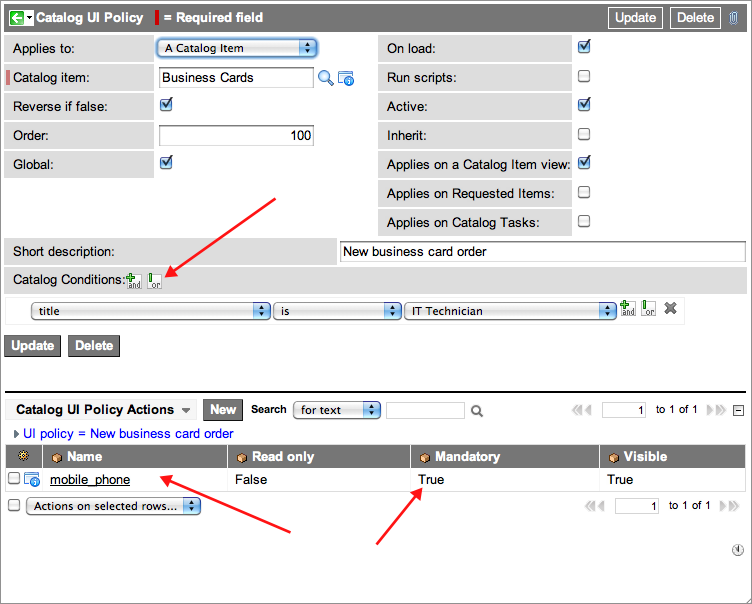 Catalog UI Policy = Required field Update Delete
Applies to: A Catalog Item On load:
Catalog item: Business Cards Run scripts:
Reverse if false: Active:
Order: 100 Inherit:
Global: Applies on a Catalog Item view:
Applies on Requested Items:
Applies on Catalog Tasks:
Short description: New business card order
Catalog Conditions: and or
title is IT Technician and or
Update Delete
Catalog UI Policy Actions New Search for text 1 to 1 of 1
UI policy = New business card order
Name Read only Mandatory Visible
mobile_phone False True True
Actions on selected rows... 1 to 1 of 1